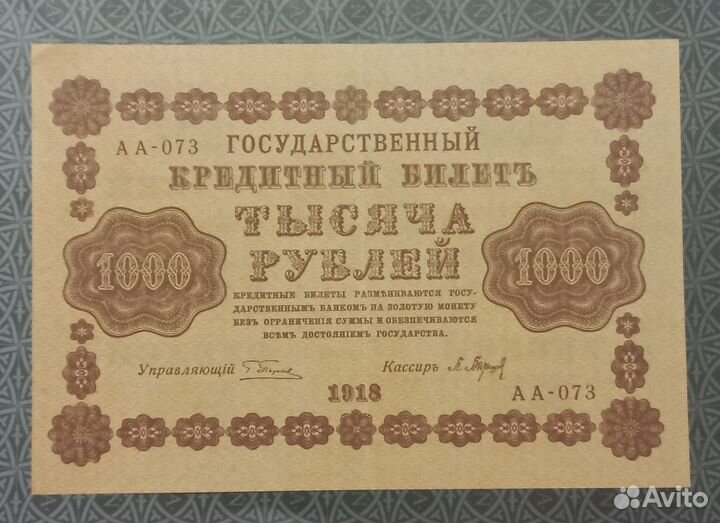 АА-073 ГОСУДАРСТВЕННЫЙ
КРЕДИТНЫЙ БИЛЕТЪ
ТЫСЯЧА
РУБЛЕЙ
1000 1000
КРЕДИТНЫЕ БИЛЕТЫ РАЗМѢНИВАЮТСЯ ГОСУ-
ДАРСТВЕННЫМЪ БАНКОМЪ НА ЗОЛОТУЮ МОНЕТУ
БЕЗЪ ОГРАНИЧЕНІЯ СУММЫ И ОБЕЗПЕЧИВАЮТСЯ
ВСѢМЪ ДОСТОЯНІЕМЪ ГОСУДАРСТВА.
Управляющій Кассиръ
1918 АА-073
Avito